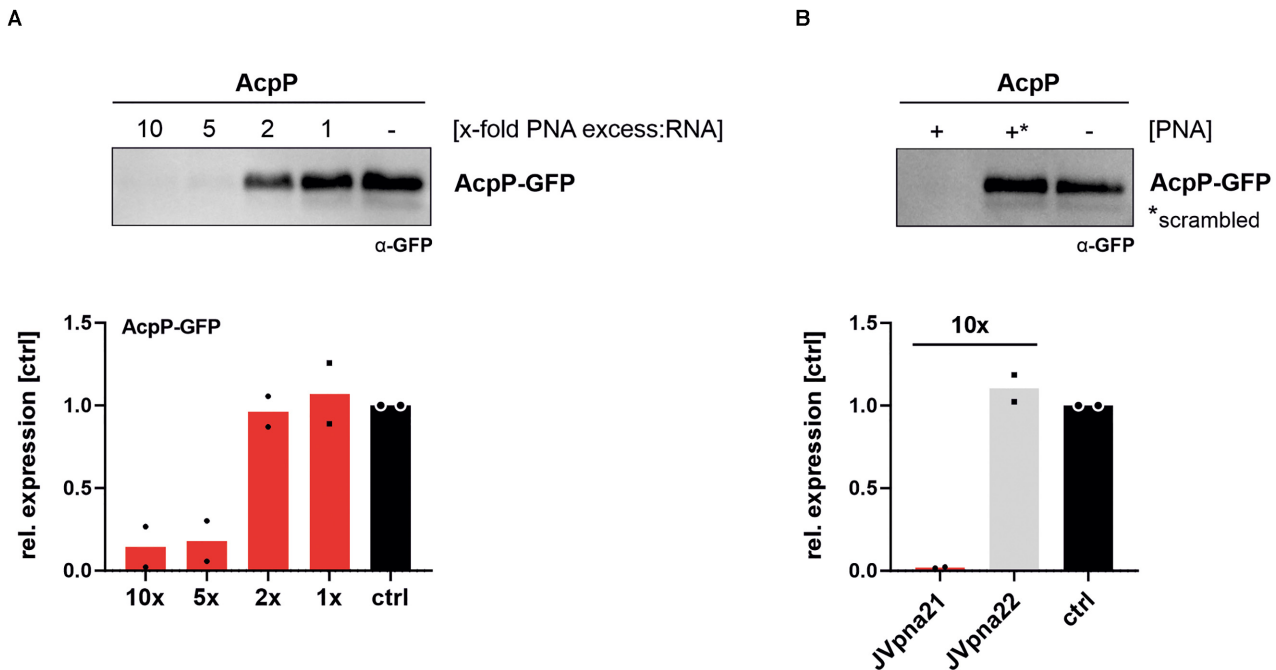 A
AcpP
10 5 2 1 - [x-fold PNA excess:RNA]
AcpP-GFP
α-GFP
rel. expression [ctrl]
AcpP-GFP
1.5
1.0
0.5
0.0
10x 5x 2x 1x ctrl
B
AcpP
+ +* - [PNA]
AcpP-GFP
*scrambled
α-GFP
rel. expression [ctrl]
10x
1.5
1.0
0.5
0.0
JVpna21 JVpna22 ctrl